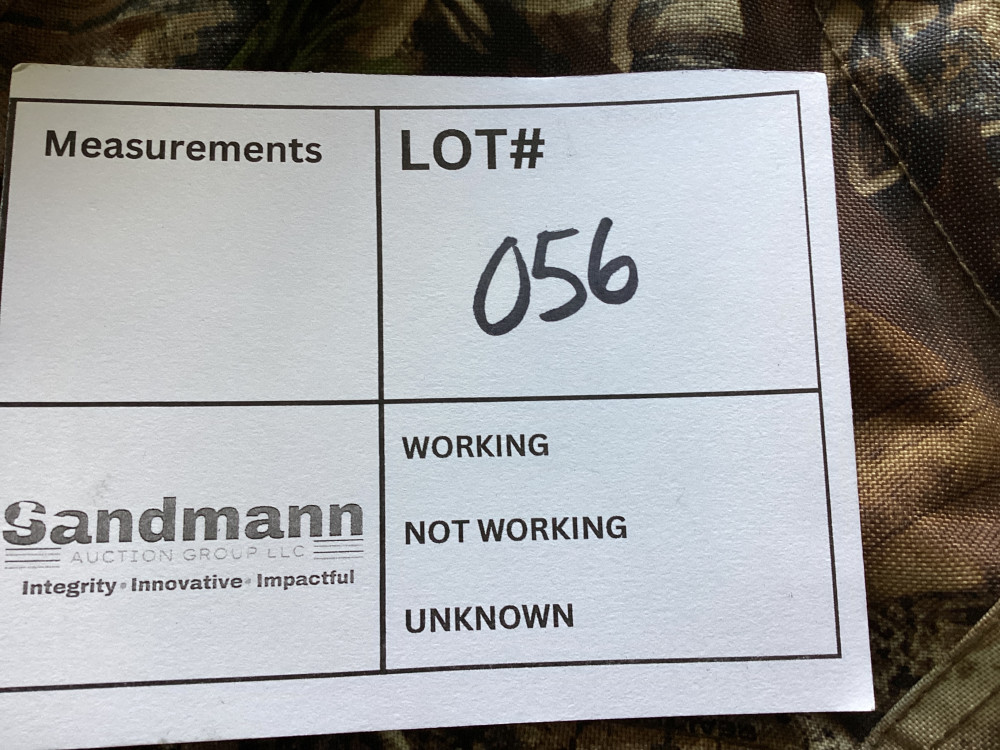 Measurements
LOT#
056
WORKING
NOT WORKING
UNKNOWN
Sandmann
AUCTION GROUP LLC
Integrity • Innovative • Impactful